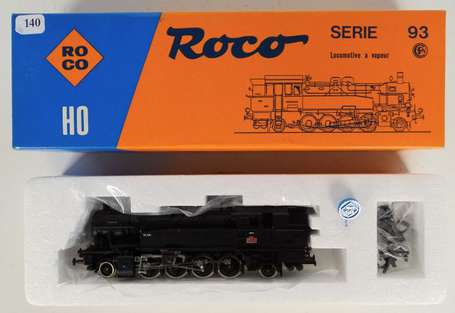 140
ROCO
HO
Roco
SERIE 93
Locomotive a vapeur